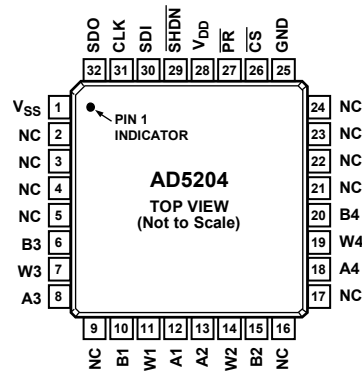 SDO CLK SDI SHDN VDD PR CS GND
32 31 30 29 28 27 26 25
VSS 1
NC 2
NC 3
NC 4
NC 5
B3 6
W3 7
A3 8
PIN 1
INDICATOR
AD5204
TOP VIEW
(Not to Scale)
24 NC
23 NC
22 NC
21 NC
20 B4
19 W4
18 A4
17 NC
9 10 11 12 13 14 15 16
NC B1 W1 A1 A2 W2 B2 NC